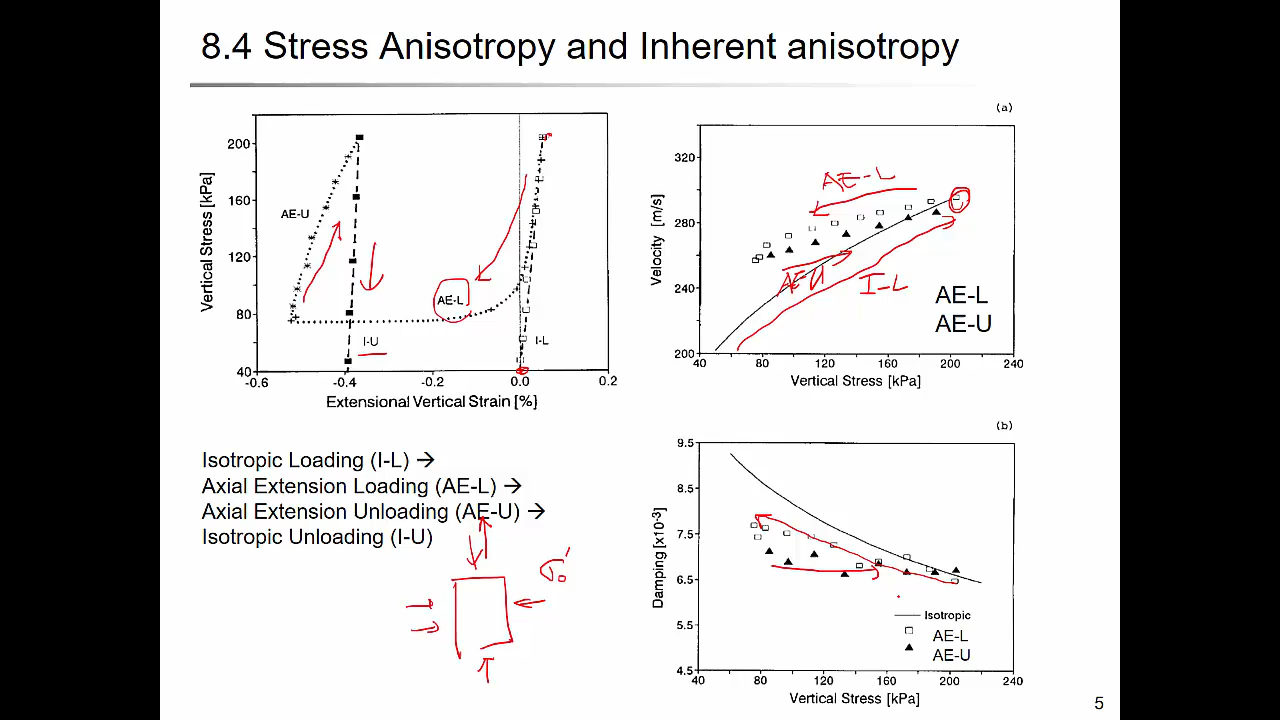 8.4 Stress Anisotropy and Inherent anisotropy
200
160
120
80
40
Vertical Stress [kPa]
AE-U
AE-L
I-U
I-L
-0.6
-0.4
-0.2
0.0
0.2
Extensional Vertical Strain [%]
(a)
320
280
240
200
Velocity [m/s]
AE-L
AE-U
I-L
AE-L
AE-U
40
80
120
160
200
240
Vertical Stress [kPa]
Isotropic Loading (I-L) →
Axial Extension Loading (AE-L) →
Axial Extension Unloading (AE-U) →
Isotropic Unloading (I-U)
σ₀'
(b)
9.5
8.5
7.5
6.5
5.5
4.5
Damping [x10⁻³]
Isotropic
AE-L
AE-U
40
80
120
160
200
240
Vertical Stress [kPa]
5